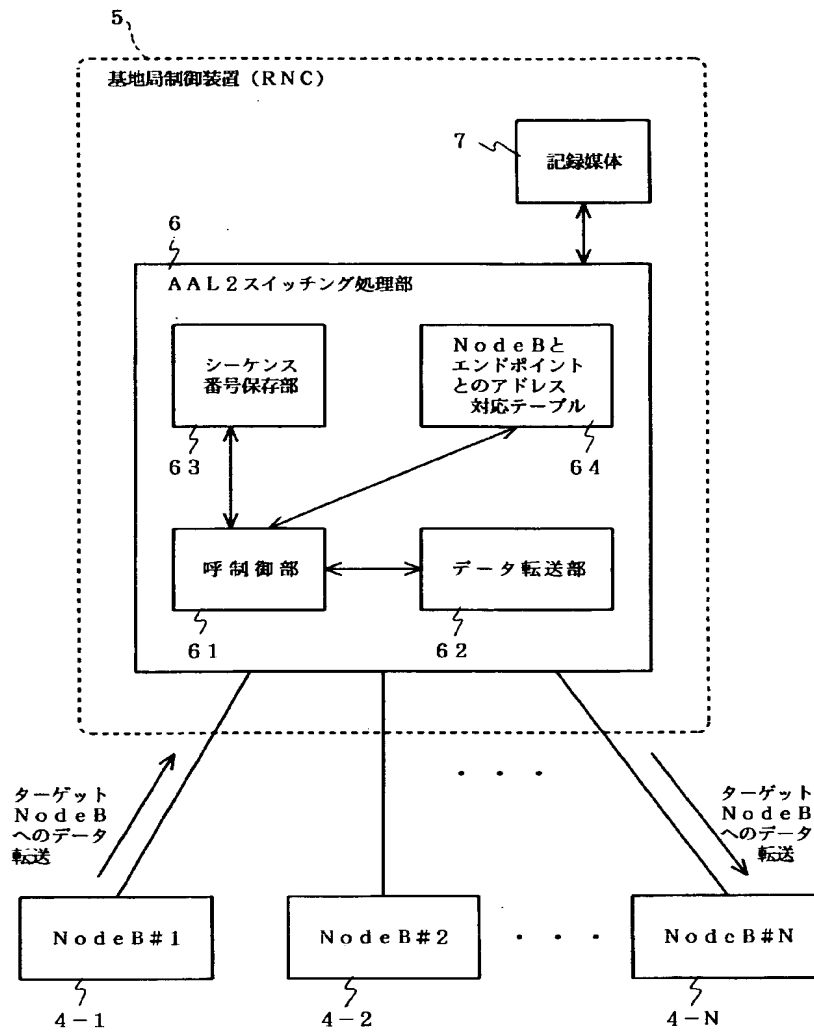 5
基地局制御装置（RNC）
7
記録媒体
6
AAL2スイッチング処理部
シーケンス
番号保存部
63
NodeBと
エンドポイント
とのアドレス
対応テーブル
64
呼制御部
61
データ転送部
62
ターゲット
NodeB
へのデータ
転送
・・・
ターゲット
NodeB
へのデータ
転送
NodeB#1
4-1
NodeB#2
4-2
・・・
NodeB#N
4-N